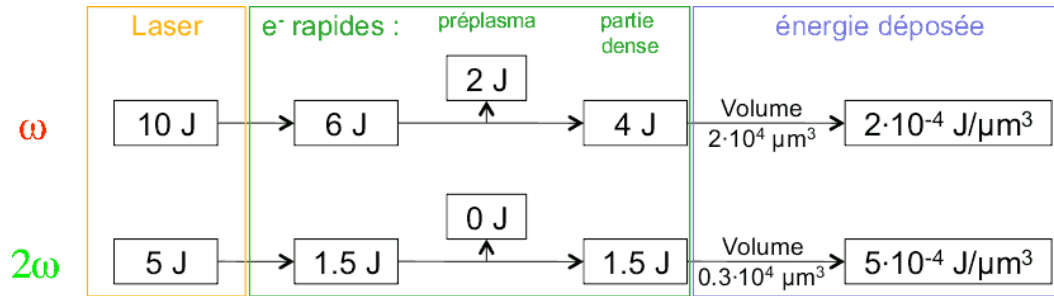 Laser
e- rapides :
préplasma
partie
dense
énergie déposée
ω
10 J
6 J
2 J
4 J
Volume
2·10⁴ µm³
2·10⁻⁴ J/µm³
2ω
5 J
1.5 J
0 J
1.5 J
Volume
0.3·10⁴ µm³
5·10⁻⁴ J/µm³